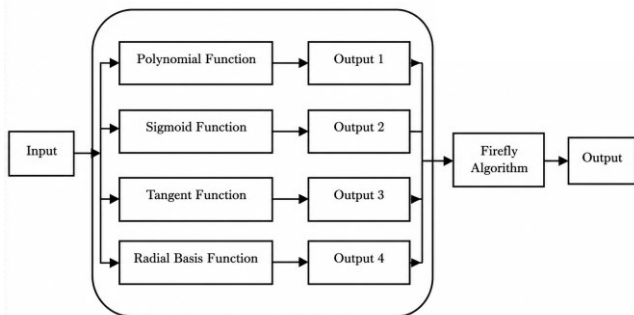 Polynomial Function
Output 1
Sigmoid Function
Output 2
Input
Firefly
Algorithm
Output
Tangent Function
Output 3
Radial Basis Function
Output 4